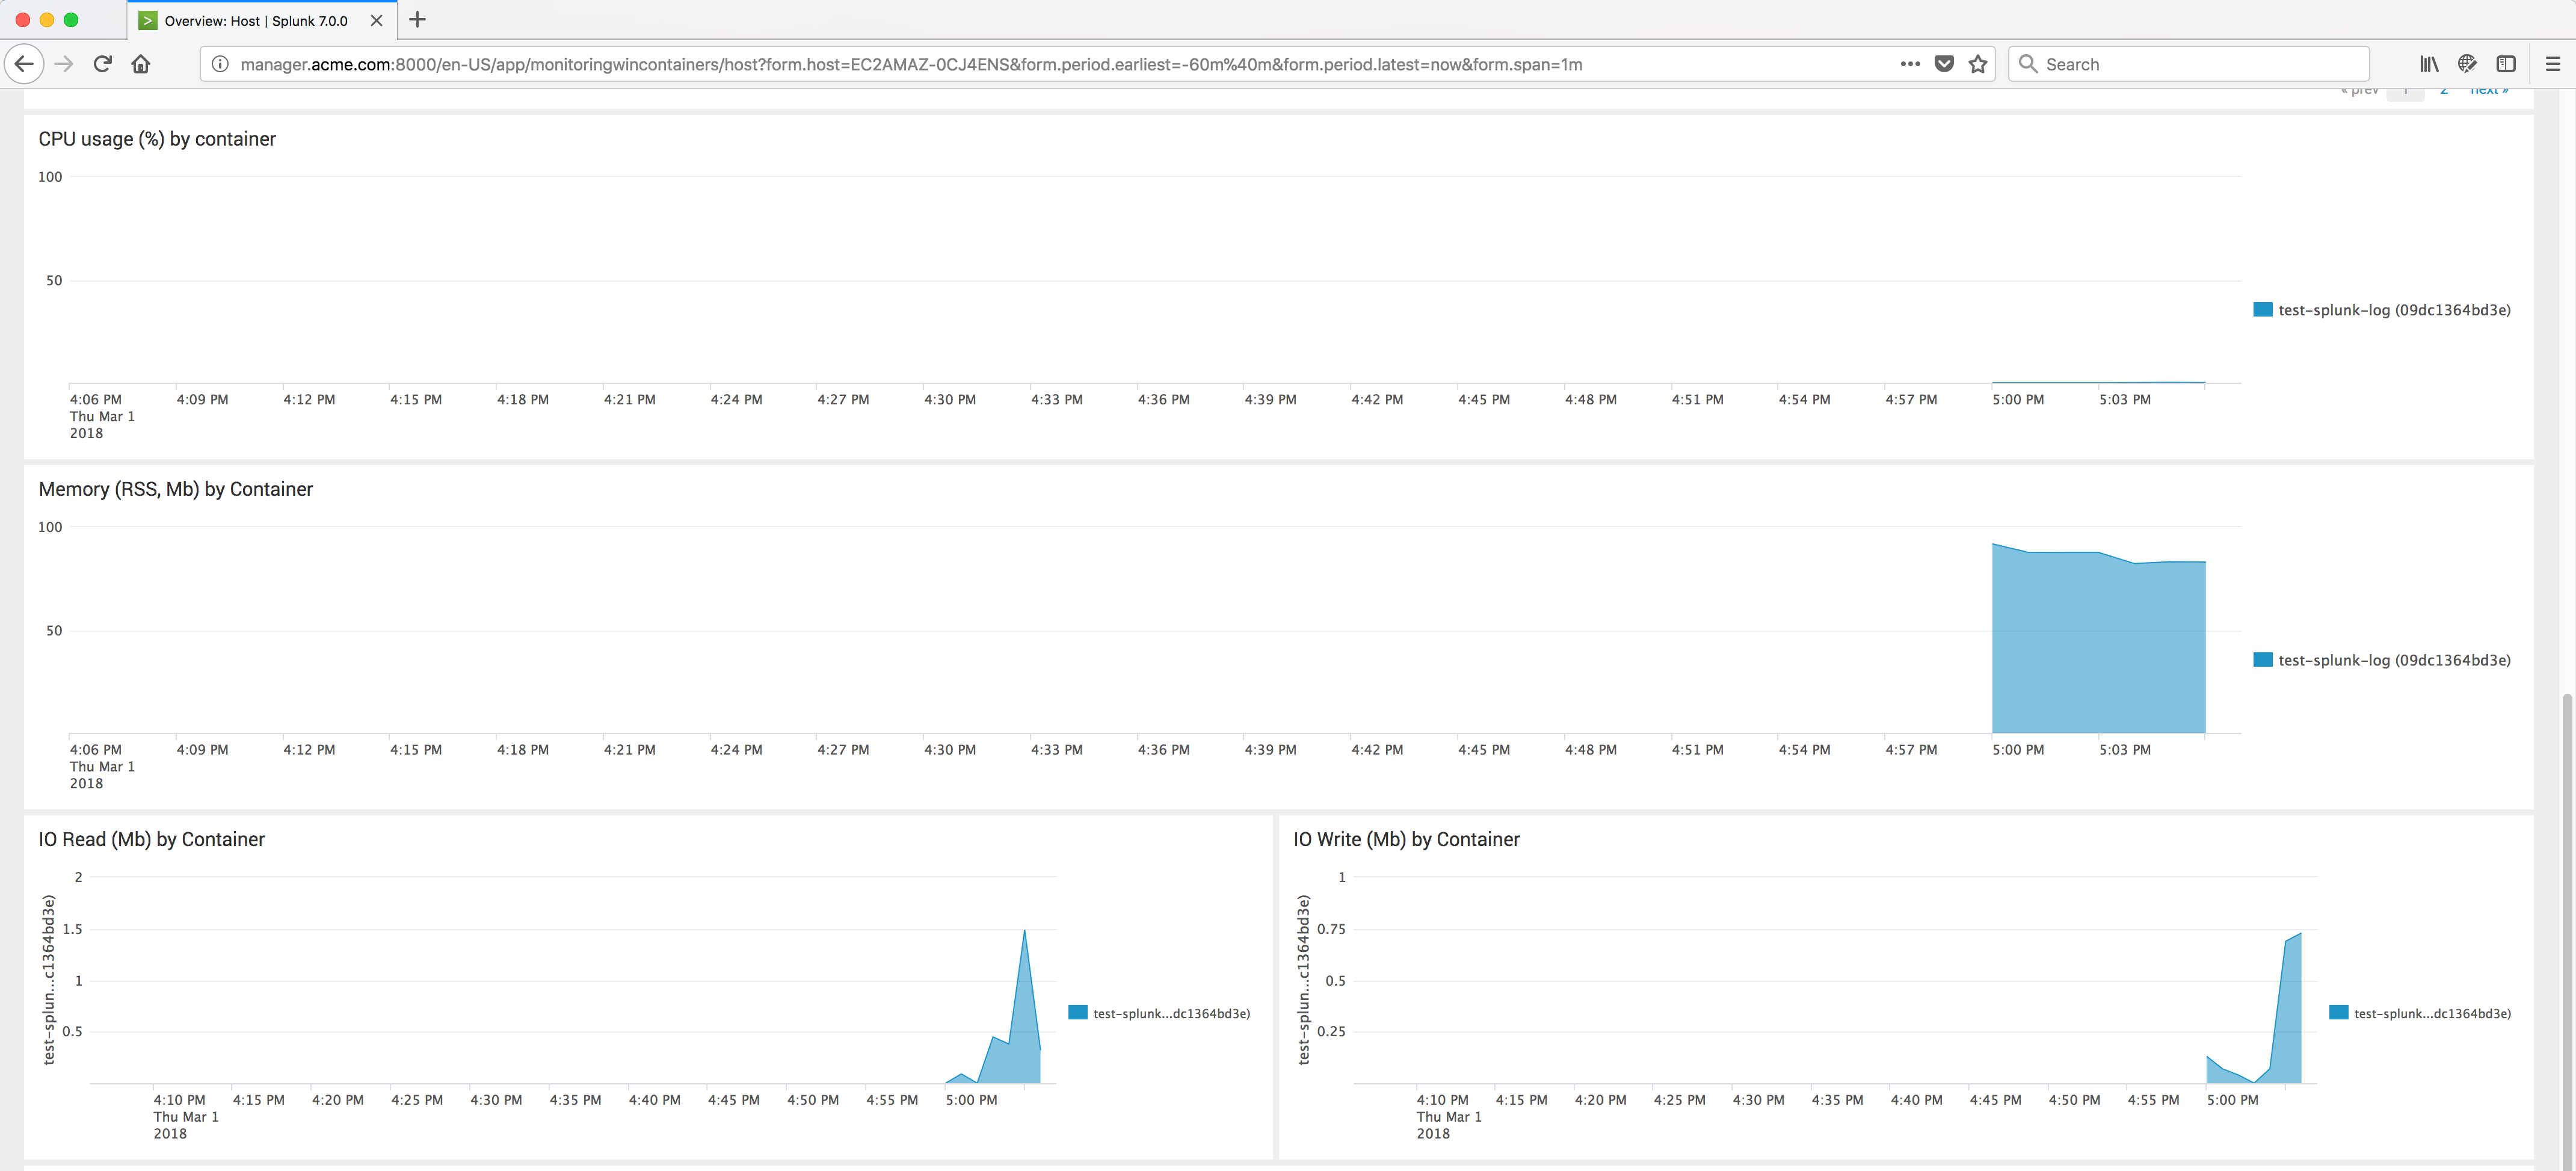 Overview: Host | Splunk 7.0.0
manager.acme.com:8000/en-US/app/monitoringwincontainers/host?form.host=EC2AMAZ-0CJ4ENS&form.period.earliest=-60m%40m&form.period.latest=now&form.span=1m
Search
« prev 1 2 next »
CPU usage (%) by container
100
50
test-splunk-log (09dc1364bd3e)
4:06 PM 4:09 PM 4:12 PM 4:15 PM 4:18 PM 4:21 PM 4:24 PM 4:27 PM 4:30 PM 4:33 PM 4:36 PM 4:39 PM 4:42 PM 4:45 PM 4:48 PM 4:51 PM 4:54 PM 4:57 PM 5:00 PM 5:03 PM
Thu Mar 1
2018
Memory (RSS, Mb) by Container
100
50
test-splunk-log (09dc1364bd3e)
4:06 PM 4:09 PM 4:12 PM 4:15 PM 4:18 PM 4:21 PM 4:24 PM 4:27 PM 4:30 PM 4:33 PM 4:36 PM 4:39 PM 4:42 PM 4:45 PM 4:48 PM 4:51 PM 4:54 PM 4:57 PM 5:00 PM 5:03 PM
Thu Mar 1
2018
IO Read (Mb) by Container
test-splun...c1364bd3e)
2
1.5
1
0.5
test-splunk...dc1364bd3e)
4:10 PM 4:15 PM 4:20 PM 4:25 PM 4:30 PM 4:35 PM 4:40 PM 4:45 PM 4:50 PM 4:55 PM 5:00 PM
Thu Mar 1
2018
IO Write (Mb) by Container
test-splun...c1364bd3e)
1
0.75
0.5
0.25
test-splunk...dc1364bd3e)
4:10 PM 4:15 PM 4:20 PM 4:25 PM 4:30 PM 4:35 PM 4:40 PM 4:45 PM 4:50 PM 4:55 PM 5:00 PM
Thu Mar 1
2018